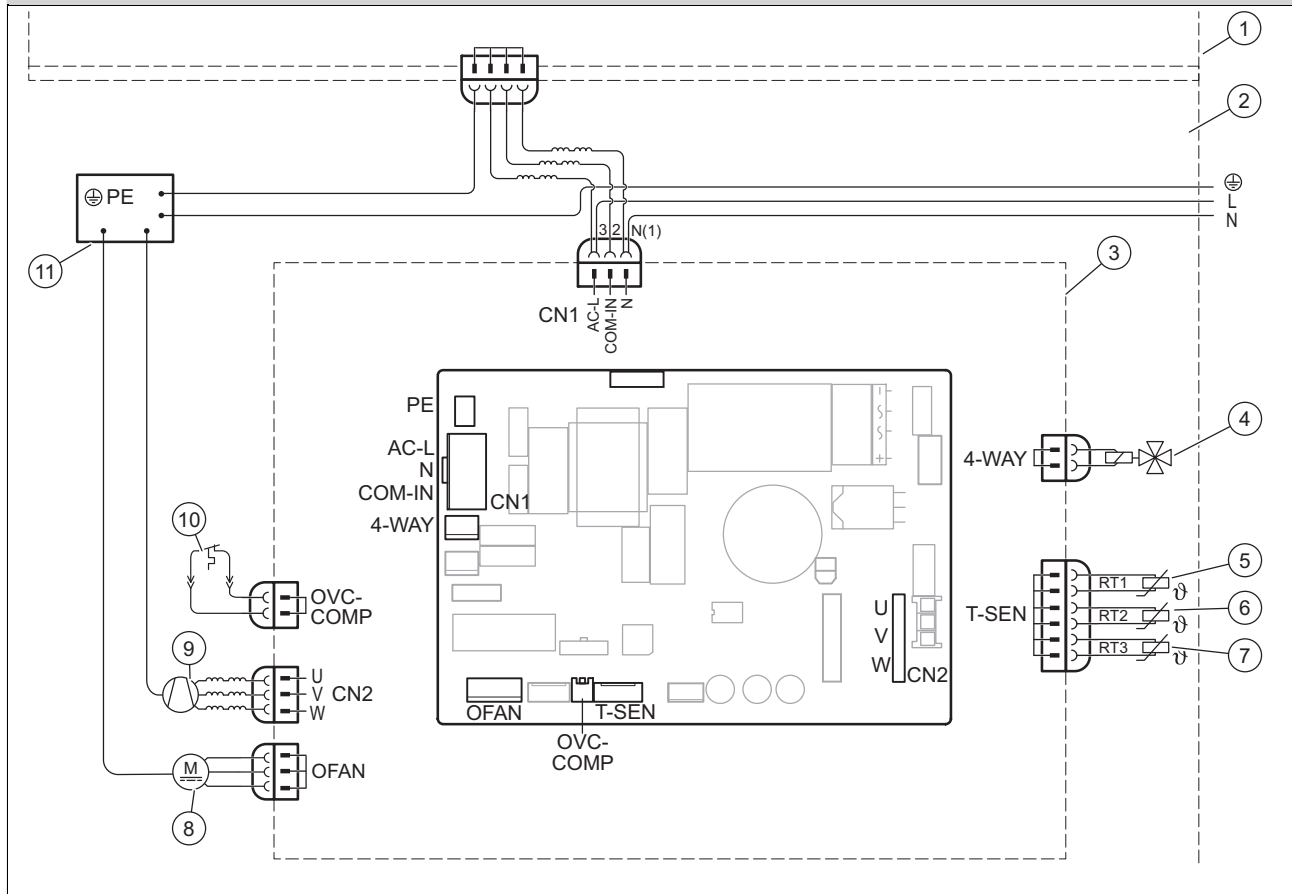 1
2
⏚ PE
⏚
L
N
11
3 2 N(1)
3
CN1
AC-L
COM-IN
N
PE
AC-L
N
COM-IN
CN1
4-WAY
4-WAY
4
10
OVC-
COMP
T-SEN
RT1
ϑ
5
RT2
ϑ
6
RT3
ϑ
7
U
V
W
CN2
9
U
V CN2
W
OFAN
T-SEN
OVC-
COMP
M
OFAN
8